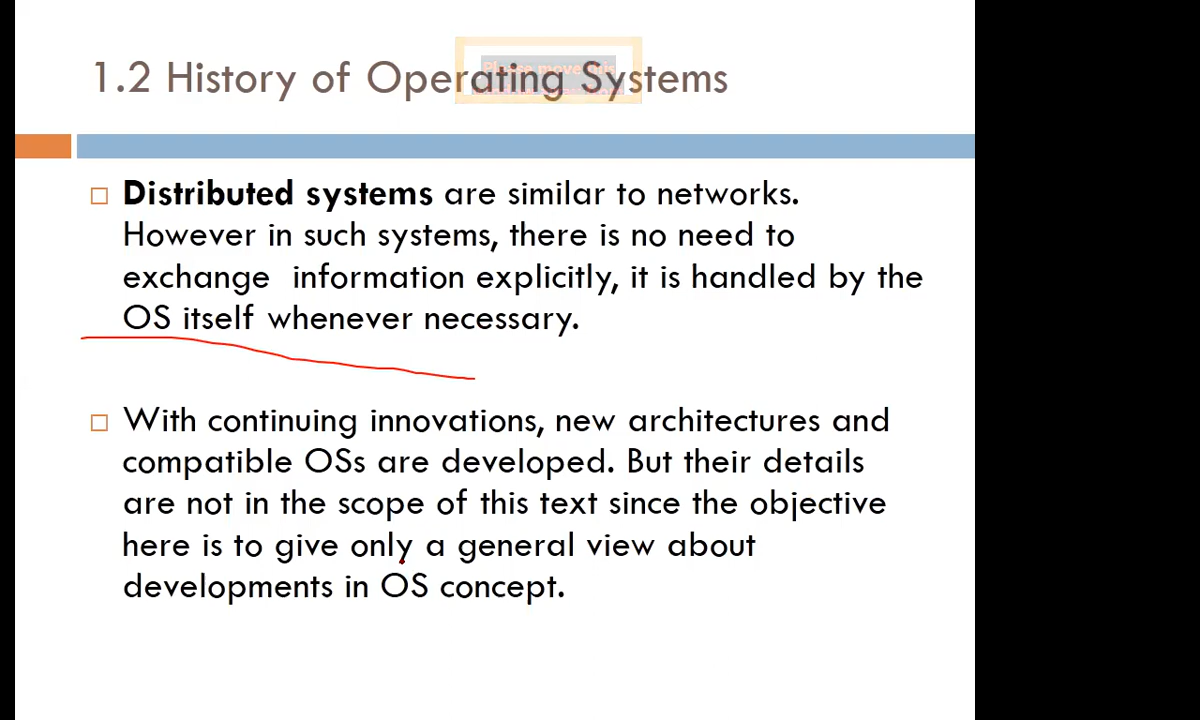 1.2 History of Operating Systems
Please move this
Distributed systems are similar to networks.
However in such systems, there is no need to
exchange information explicitly, it is handled by the
OS itself whenever necessary.
With continuing innovations, new architectures and
compatible OSs are developed. But their details
are not in the scope of this text since the objective
here is to give only a general view about
developments in OS concept.